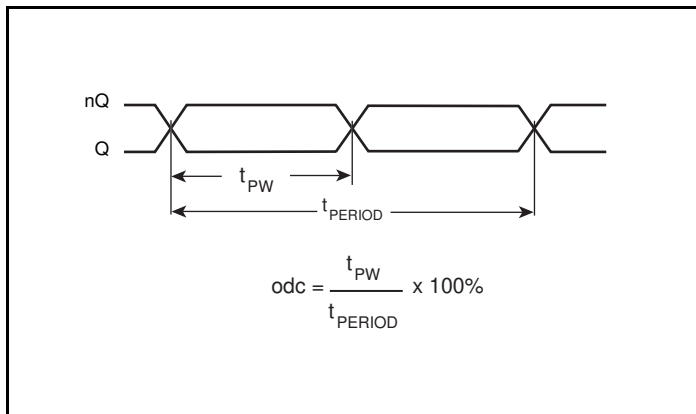 nQ
Q
tPW
tPERIOD
odc = tPW / tPERIOD x 100%